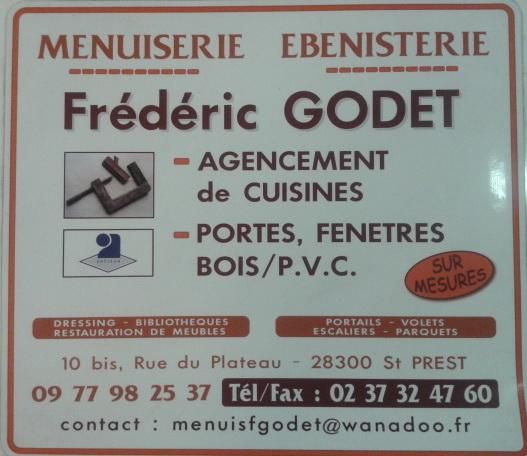 MENUISERIE EBENISTERIE
Frédéric GODET
- AGENCEMENT
de CUISINES
- PORTES, FENETRES
BOIS/P.V.C.
SUR
MESURES
DRESSING - BIBLIOTHEQUES
RESTAURATION DE MEUBLES
PORTAILS - VOLETS
ESCALIERS - PARQUETS
10 bis, Rue du Plateau - 28300 St PREST
09 77 98 25 37 Tél/Fax : 02 37 32 47 60
contact : menuisfgodet@wanadoo.fr